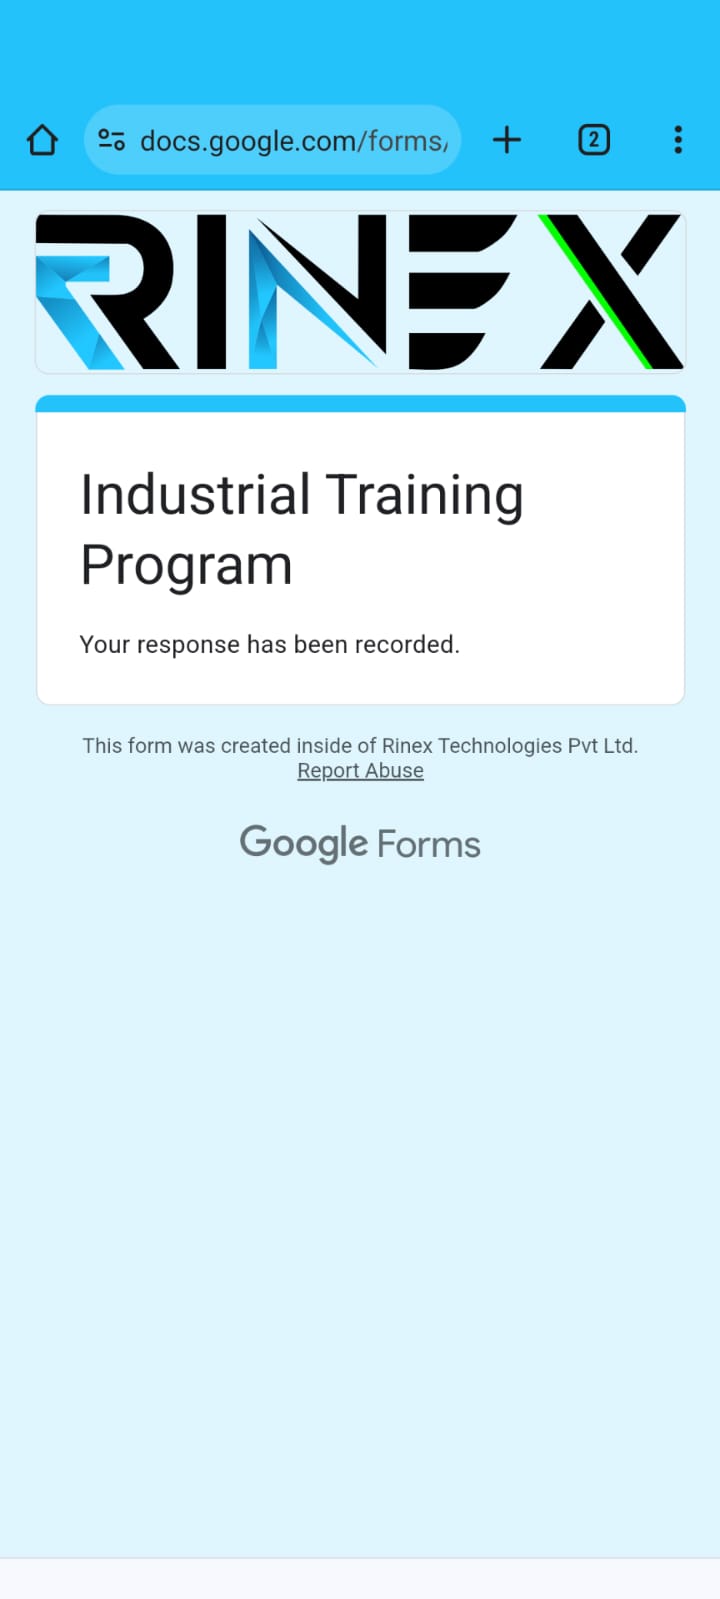 docs.google.com/forms/
2
RINEX
Industrial Training
Program
Your response has been recorded.
This form was created inside of Rinex Technologies Pvt Ltd.
Report Abuse
Google Forms